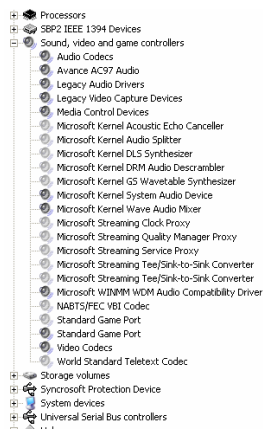 Processors
SBP2 IEEE 1394 Devices
Sound, video and game controllers
Audio Codecs
Avance AC97 Audio
Legacy Audio Drivers
Legacy Video Capture Devices
Media Control Devices
Microsoft Kernel Acoustic Echo Canceller
Microsoft Kernel Audio Splitter
Microsoft Kernel DLS Synthesizer
Microsoft Kernel DRM Audio Descrambler
Microsoft Kernel GS Wavetable Synthesizer
Microsoft Kernel System Audio Device
Microsoft Kernel Wave Audio Mixer
Microsoft Streaming Clock Proxy
Microsoft Streaming Quality Manager Proxy
Microsoft Streaming Service Proxy
Microsoft Streaming Tee/Sink-to-Sink Converter
Microsoft Streaming Tee/Sink-to-Sink Converter
Microsoft WINMM WDM Audio Compatibility Driver
NABTS/FEC VBI Codec
Standard Game Port
Standard Game Port
Video Codecs
World Standard Teletext Codec
Storage volumes
Syncrosoft Protection Device
System devices
Universal Serial Bus controllers